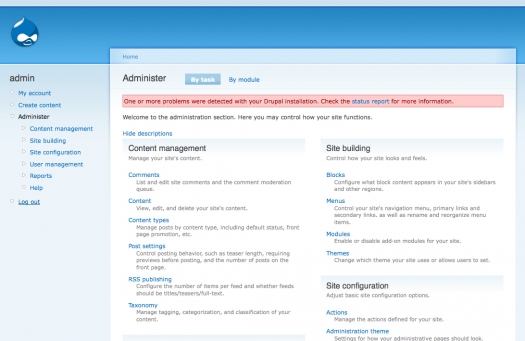 Home
admin
My account
Create content
Administer
Content management
Site building
Site configuration
User management
Reports
Help
Log out
Administer By task By module
One or more problems were detected with your Drupal installation. Check the status report for more information.
Welcome to the administration section. Here you may control how your site functions.
Hide descriptions
Content management
Manage your site's content.
Comments
List and edit site comments and the comment moderation
queue.
Content
View, edit, and delete your site's content.
Content types
Manage posts by content type, including default status, front
page promotion, etc.
Post settings
Control posting behavior, such as teaser length, requiring
previews before posting, and the number of posts on the
front page.
RSS publishing
Configure the number of items per feed and whether feeds
should be titles/teasers/full-text.
Taxonomy
Manage tagging, categorization, and classification of your
content.
Site building
Control how your site looks and feels.
Blocks
Configure what block content appears in your site's sidebars
and other regions.
Menus
Control your site's navigation menu, primary links and
secondary links, as well as rename and reorganize menu
items.
Modules
Enable or disable add-on modules for your site.
Themes
Change which theme your site uses or allows users to set.
Site configuration
Adjust basic site configuration options.
Actions
Manage the actions defined for your site.
Administration theme
Settings for how your administrative pages should look.